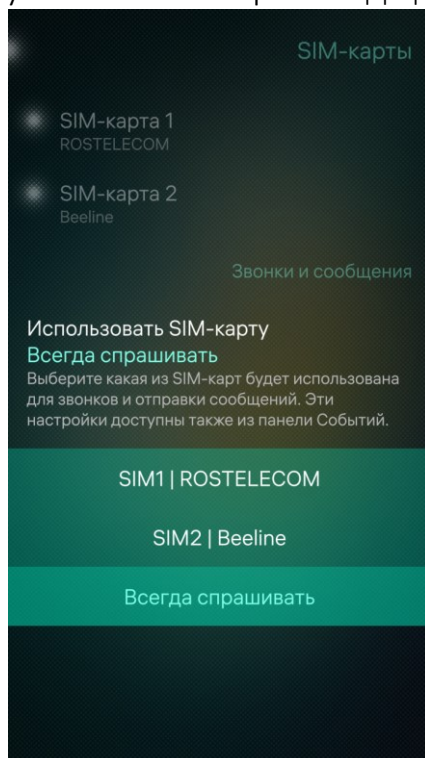 SIM-карты
SIM-карта 1
ROSTELECOM
SIM-карта 2
Beeline
Звонки и сообщения
Использовать SIM-карту
Всегда спрашивать
Выберите какая из SIM-карт будет использована
для звонков и отправки сообщений. Эти
настройки доступны также из панели Событий.
SIM1 | ROSTELECOM
SIM2 | Beeline
Всегда спрашивать